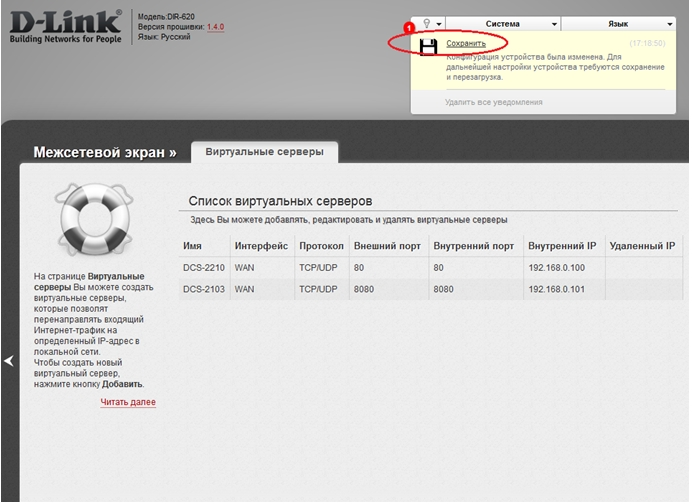 D-Link®
Building Networks for People
Модель:DIR-620
Версия прошивки: 1.4.0
Язык: Русский
Система
Язык
1
Сохранить
(17:18:50)
Конфигурация устройства была изменена. Для
дальнейшей настройки устройства требуются сохранение
и перезагрузка.
Удалить все уведомления
Межсетевой экран »
Виртуальные серверы
На странице Виртуальные
серверы Вы можете создать
виртуальные серверы,
которые позволят
перенаправлять входящий
Интернет-трафик на
определенный IP-адрес в
локальной сети.
Чтобы создать новый
виртуальный сервер,
нажмите кнопку Добавить.
Читать далее
Список виртуальных серверов
Здесь Вы можете добавлять, редактировать и удалять виртуальные серверы
Имя Интерфейс Протокол Внешний порт Внутренний порт Внутренний IP Удаленный IP
DCS-2210 WAN TCP/UDP 80 80 192.168.0.100
DCS-2103 WAN TCP/UDP 8080 8080 192.168.0.101